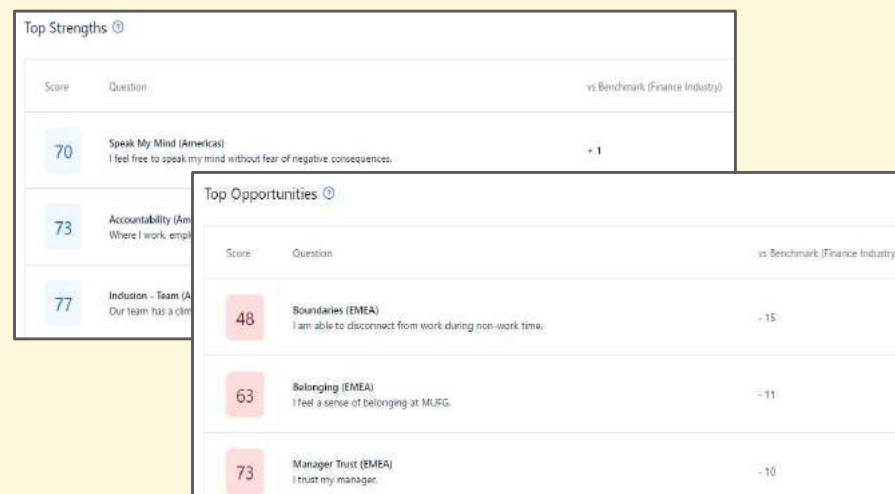 Top Strengths ?
Score Question vs Benchmark (Finance Industry)
70 Speak My Mind (Americas) + 1
I feel free to speak my mind without fear of negative consequences.
73 Accountability (Am
Where I work, empl
77 Inclusion - Team (A
Our team has a clim
Top Opportunities ?
Score Question vs Benchmark (Finance Industry
48 Boundaries (EMEA) - 15
I am able to disconnect from work during non-work time.
63 Belonging (EMEA) - 11
I feel a sense of belonging at MUFG.
73 Manager Trust (EMEA) - 10
I trust my manager.